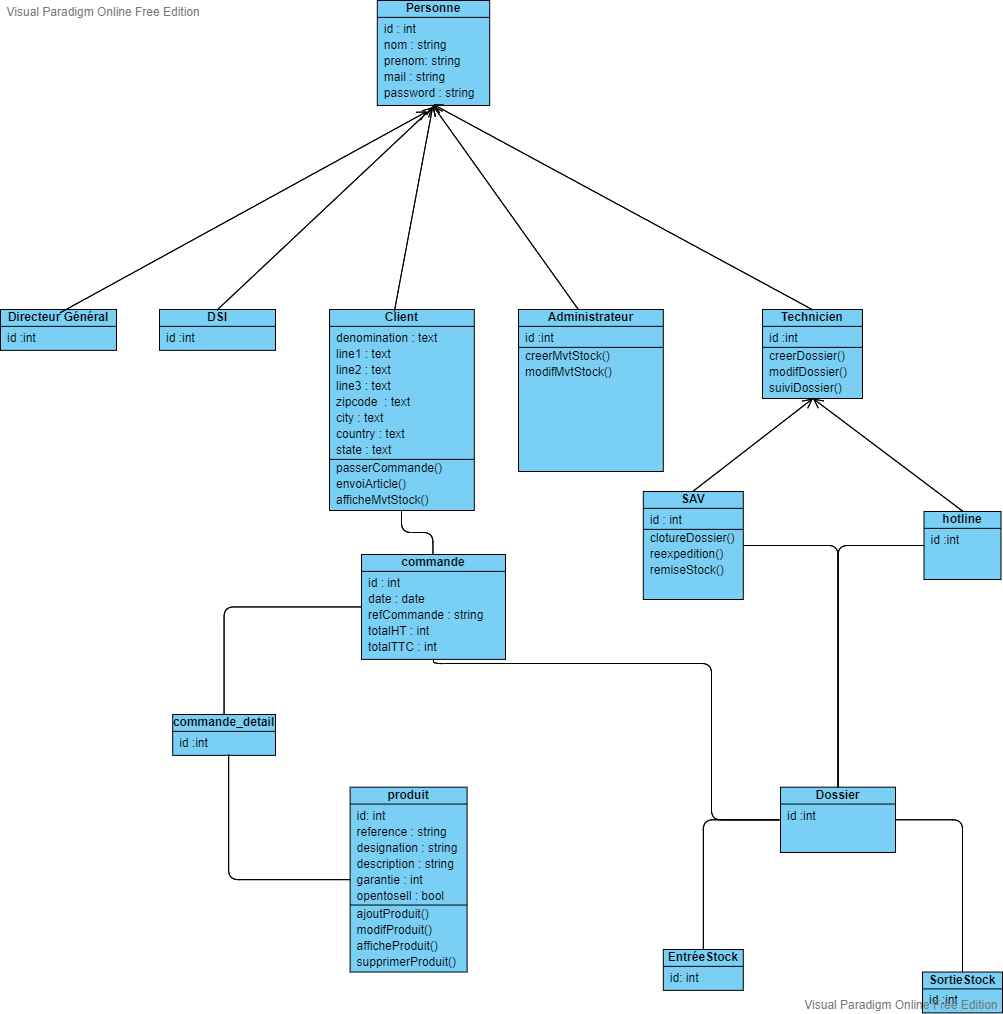 Visual Paradigm Online Free Edition
Personne
id : int
nom : string
prenom: string
mail : string
password : string
Directeur Général
id :int
DSI
id :int
Client
denomination : text
line1 : text
line2 : text
line3 : text
zipcode  : text
city : text
country : text
state : text
passerCommande()
envoiArticle()
afficheMvtStock()
Administrateur
id :int
creerMvtStock()
modifMvtStock()
Technicien
id :int
creerDossier()
modifDossier()
suiviDossier()
SAV
id : int
clotureDossier()
reexpedition()
remiseStock()
hotline
id :int
commande
id : int
date : date
refCommande : string
totalHT : int
totalTTC : int
commande_detail
id :int
produit
id: int
reference : string
designation : string
description : string
garantie : int
opentosell : bool
ajoutProduit()
modifProduit()
afficheProduit()
supprimerProduit()
Dossier
id :int
EntréeStock
id: int
SortieStock
id :int
Visual Paradigm Online Free Edition